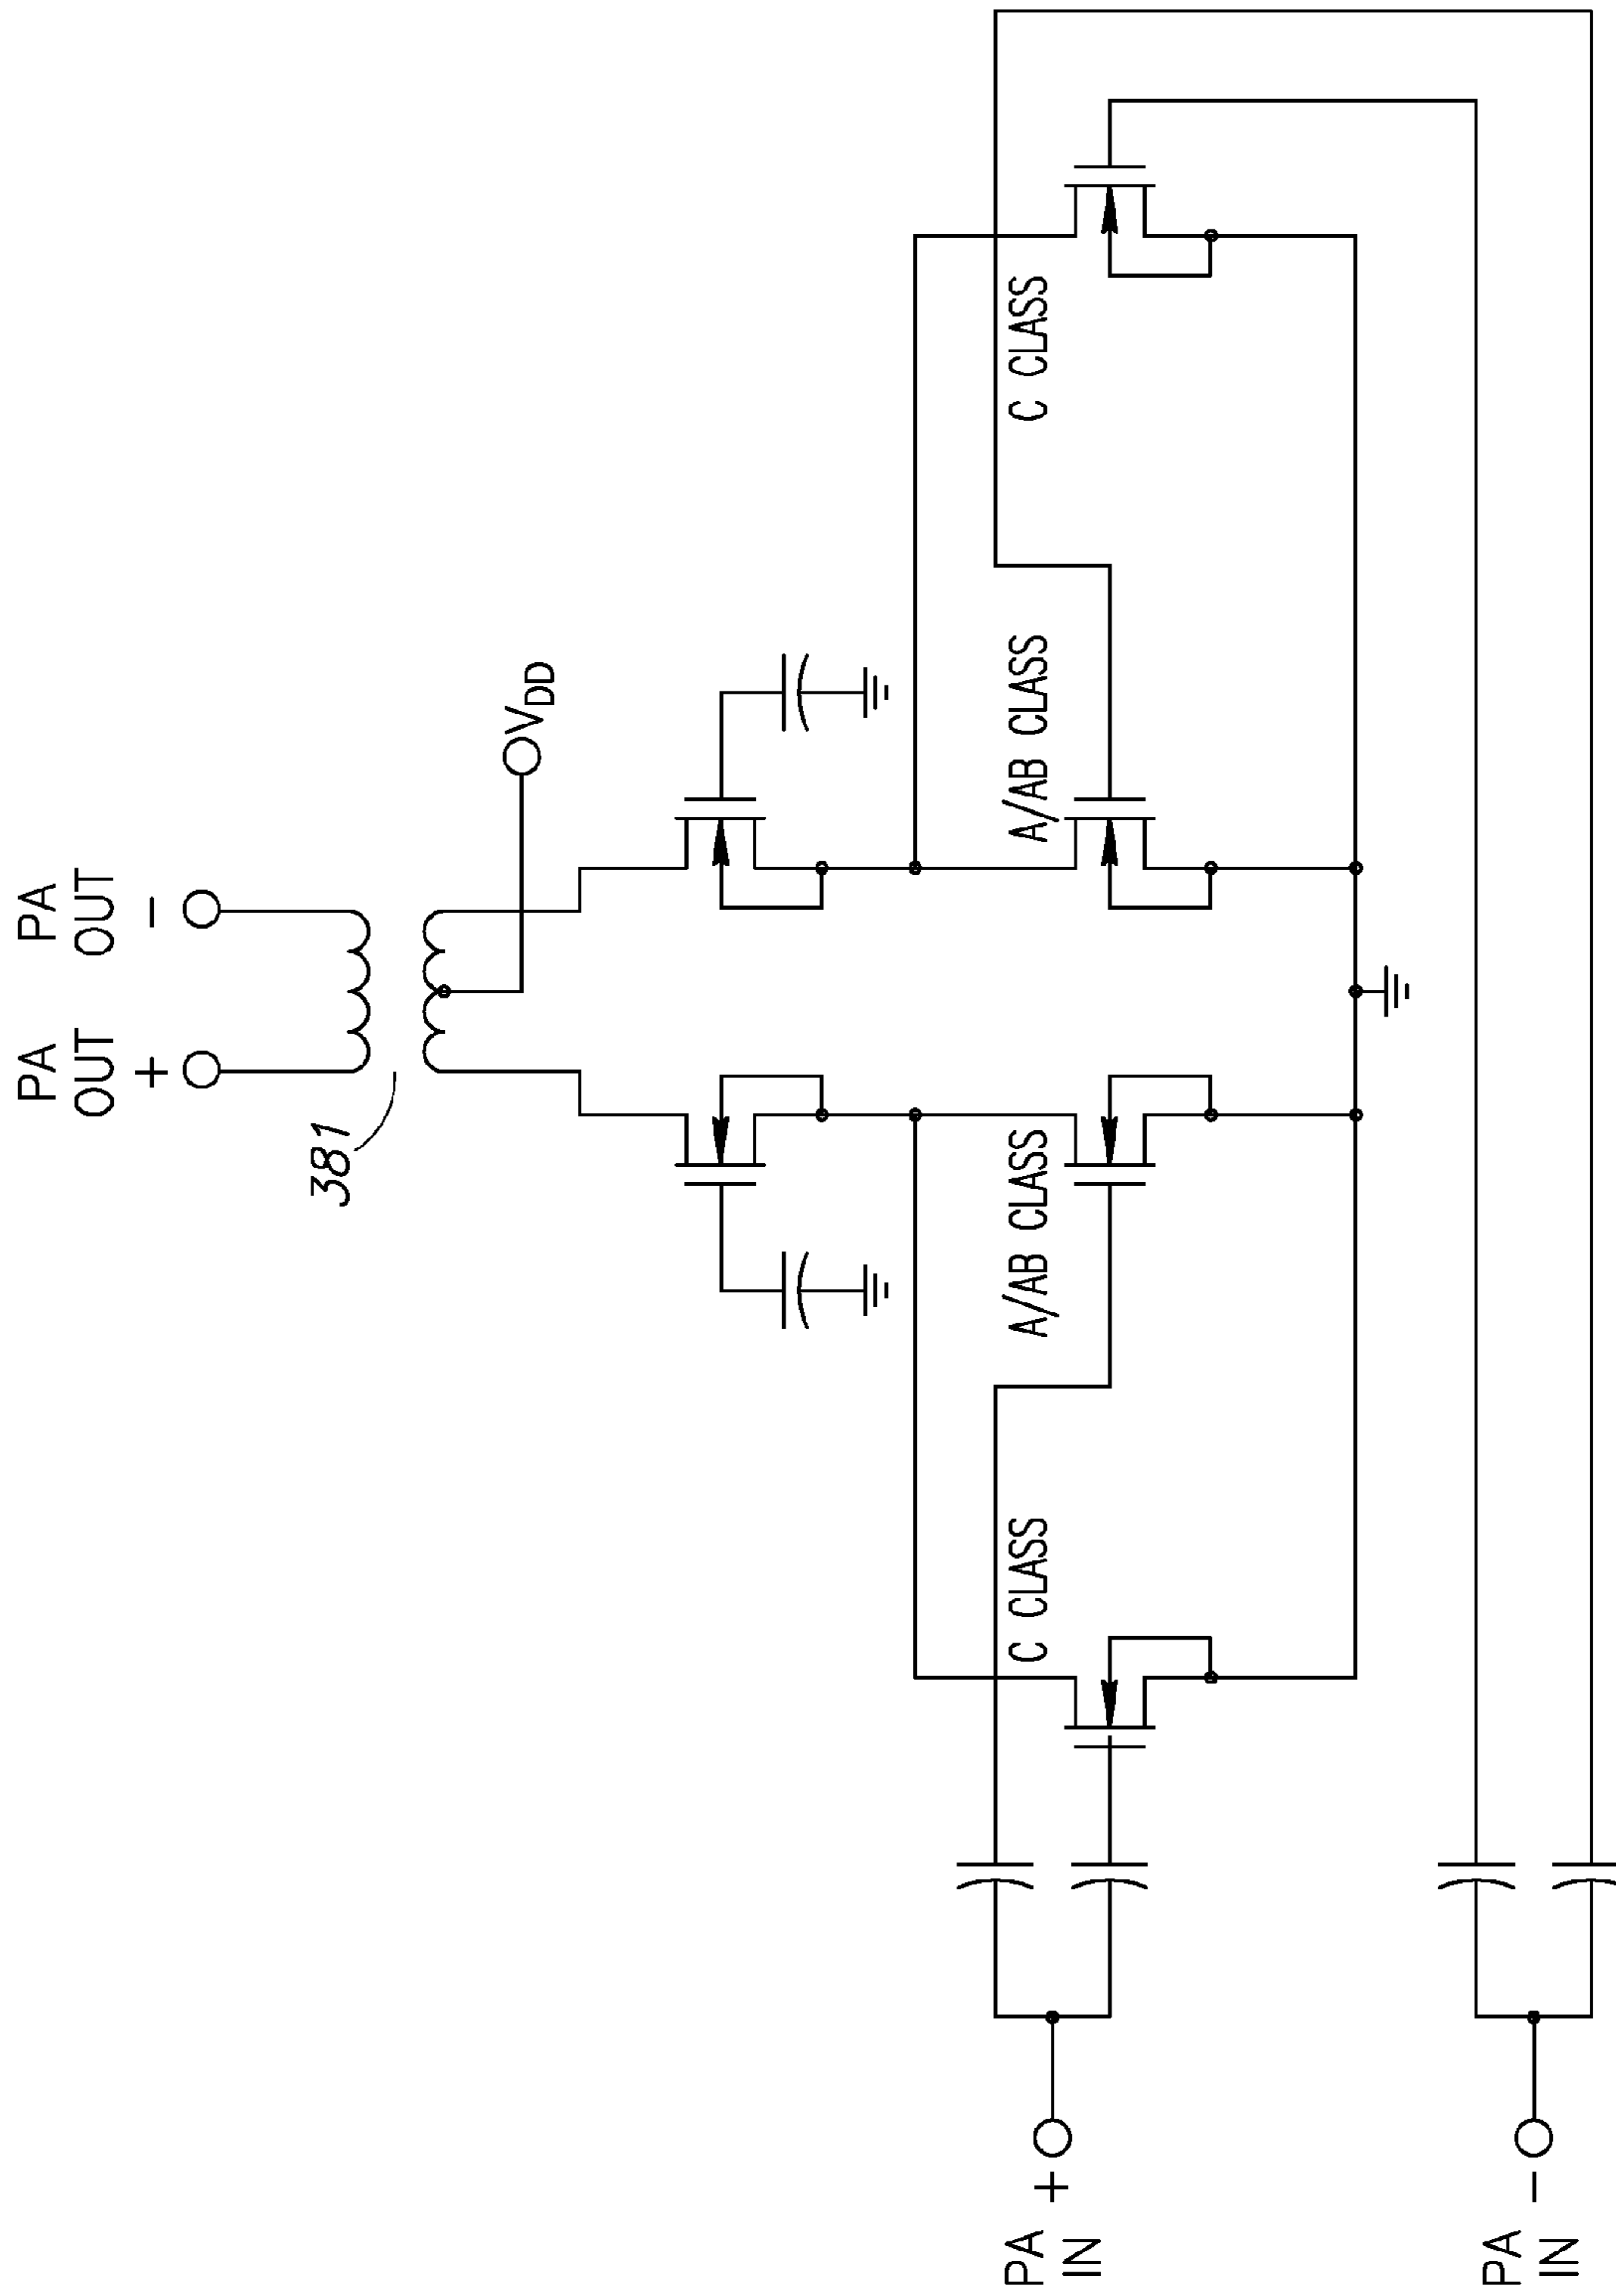 PA
OUT
+
PA
OUT
−
381
VDD
PA
IN
+
C CLASS
A/AB CLASS
A/AB CLASS
C CLASS
PA
IN
−